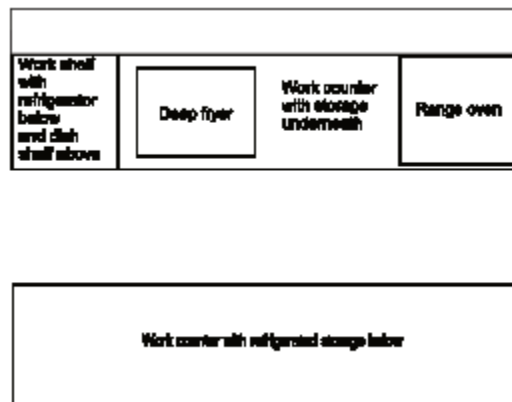 Work shelf
with
refrigerator
below
and dish
shelf above
Deep fryer
Work counter
with storage
underneath
Range oven
Work counter with refrigerated storage below